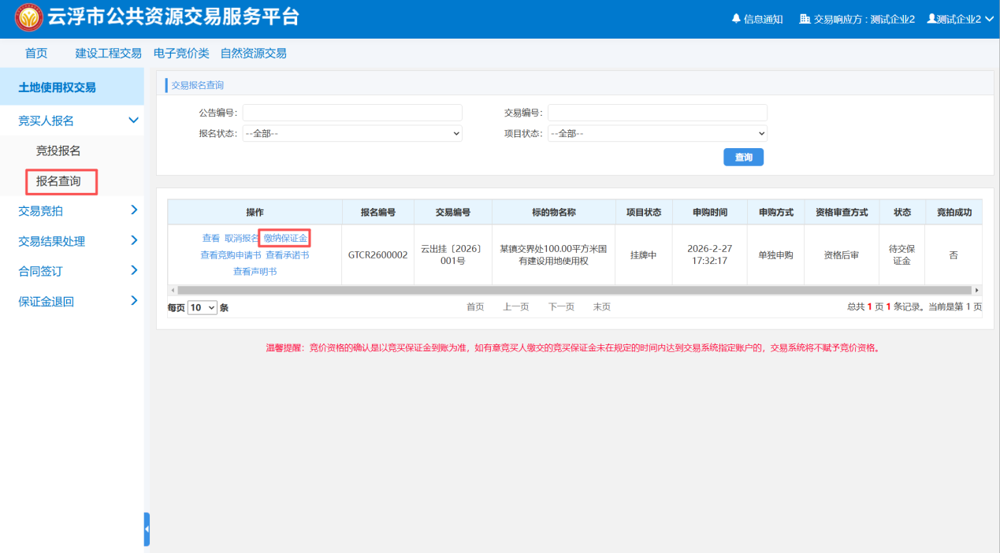 云浮市公共资源交易服务平台
信息通知 交易响应方：测试企业2 测试企业2
首页 建设工程交易 电子竞价类 自然资源交易
土地使用权交易
竞买人报名
竞投报名
报名查询
交易竞拍
交易结果处理
合同签订
保证金退回
交易报名查询
公告编号： 交易编号：
报名状态： --全部-- 项目状态： --全部--
查询
操作 报名编号 交易编号 标的物名称 项目状态 申购时间 申购方式 资格审查方式 状态 竞拍成功
查看 取消报名 缴纳保证金
查看竞购申请书 查看承诺书
查看声明书
GTCR2600002
云出挂〔2026〕
001号
某镇交界处100.00平方米国
有建设用地使用权
挂牌中
2026-2-27
17:32:17
单独申购
资格后审
待交保
证金
否
每页 10 条 首页 上一页 下一页 末页 总共 1 页 1 条记录。当前是第 1 页
温馨提醒：竞价资格的确认是以竞买保证金到账为准，如有意竞买人缴交的竞买保证金未在规定的时间内达到交易系统指定账户的，交易系统将不赋予竞价资格。